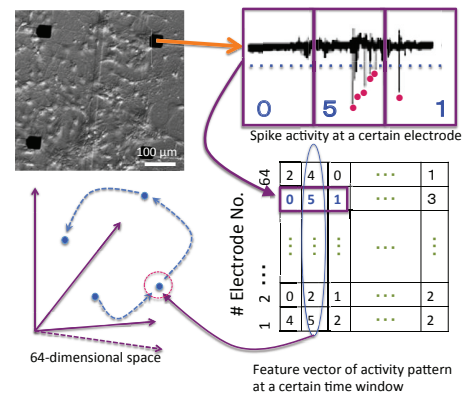 100 µm
0 5 1
Spike activity at a certain electrode
# Electrode No.
64 2 4 0 ··· 1
0 5 1 ··· 3
⋮ ⋮ ⋮ ⋮
2 0 2 1 ··· 2
1 4 5 2 ··· 2
64-dimensional space
Feature vector of activity pattern
at a certain time window